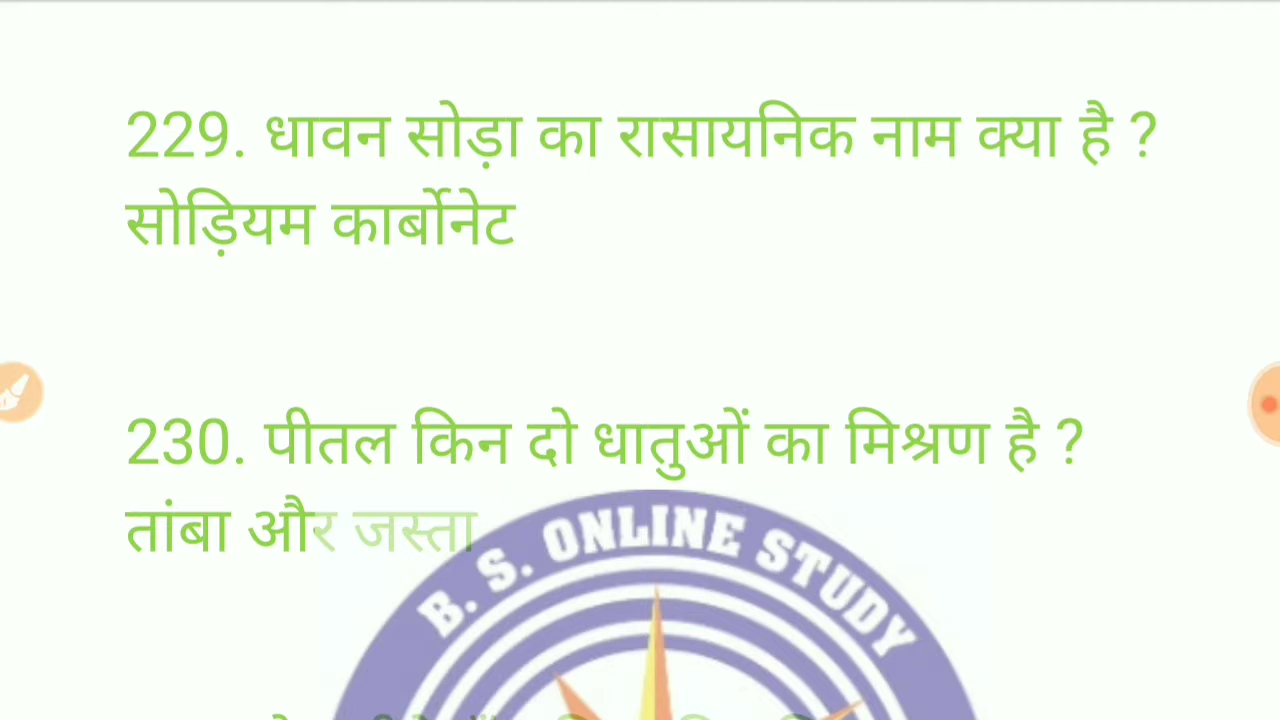 229. धावन सोड़ा का रासायनिक नाम क्या है ?
सोड़ियम कार्बोनेट
230. पीतल किन दो धातुओं का मिश्रण है ?
तांबा और जस्ता
B. S. ONLINE STUDY